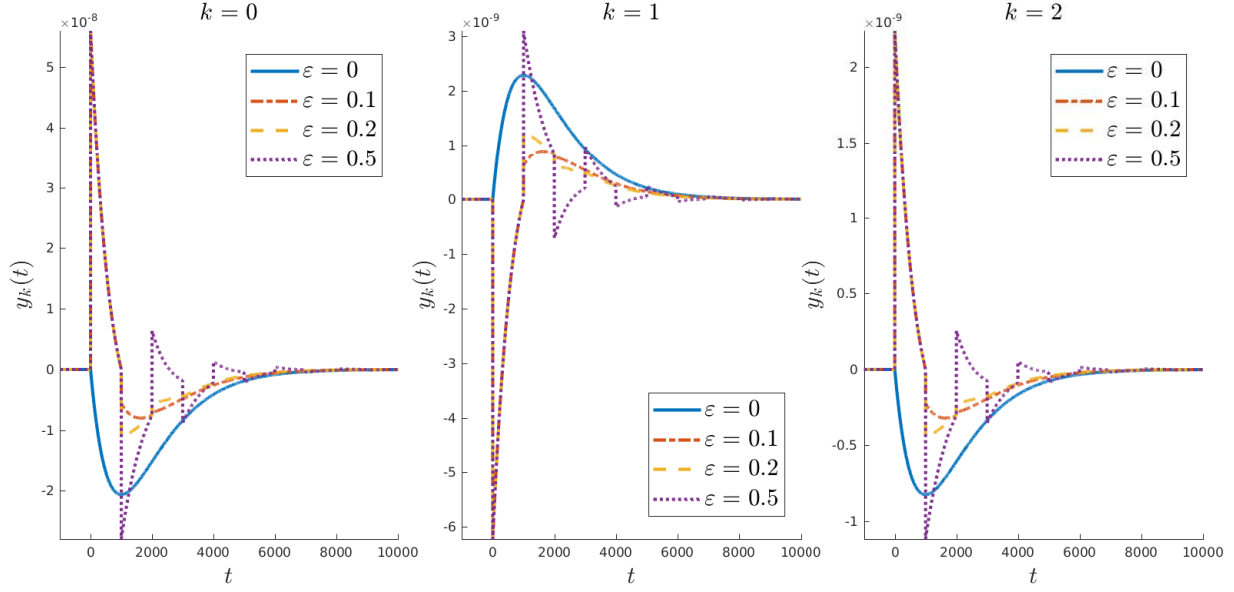 ×10⁻⁸
k = 0
5
4
3
2
1
0
-1
-2
y_k(t)
0
2000
4000
6000
8000
10000
t
ε = 0
ε = 0.1
ε = 0.2
ε = 0.5
×10⁻⁹
k = 1
3
2
1
0
-1
-2
-3
-4
-5
-6
y_k(t)
0
2000
4000
6000
8000
10000
t
ε = 0
ε = 0.1
ε = 0.2
ε = 0.5
×10⁻⁹
k = 2
2
1.5
1
0.5
0
-0.5
-1
y_k(t)
0
2000
4000
6000
8000
10000
t
ε = 0
ε = 0.1
ε = 0.2
ε = 0.5